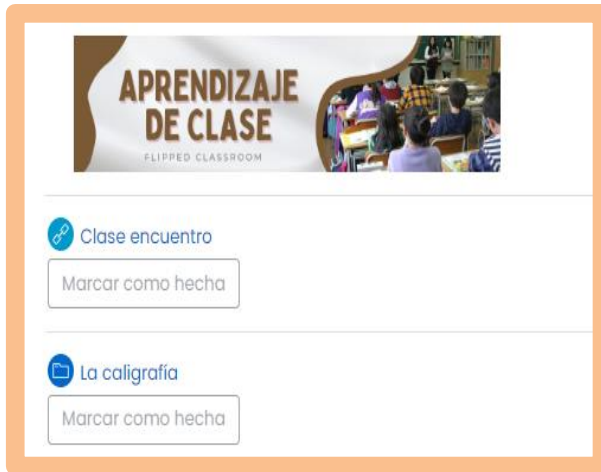 APRENDIZAJE
DE CLASE
FLIPPED CLASSROOM
Clase encuentro
Marcar como hecha
La caligrafía
Marcar como hecha